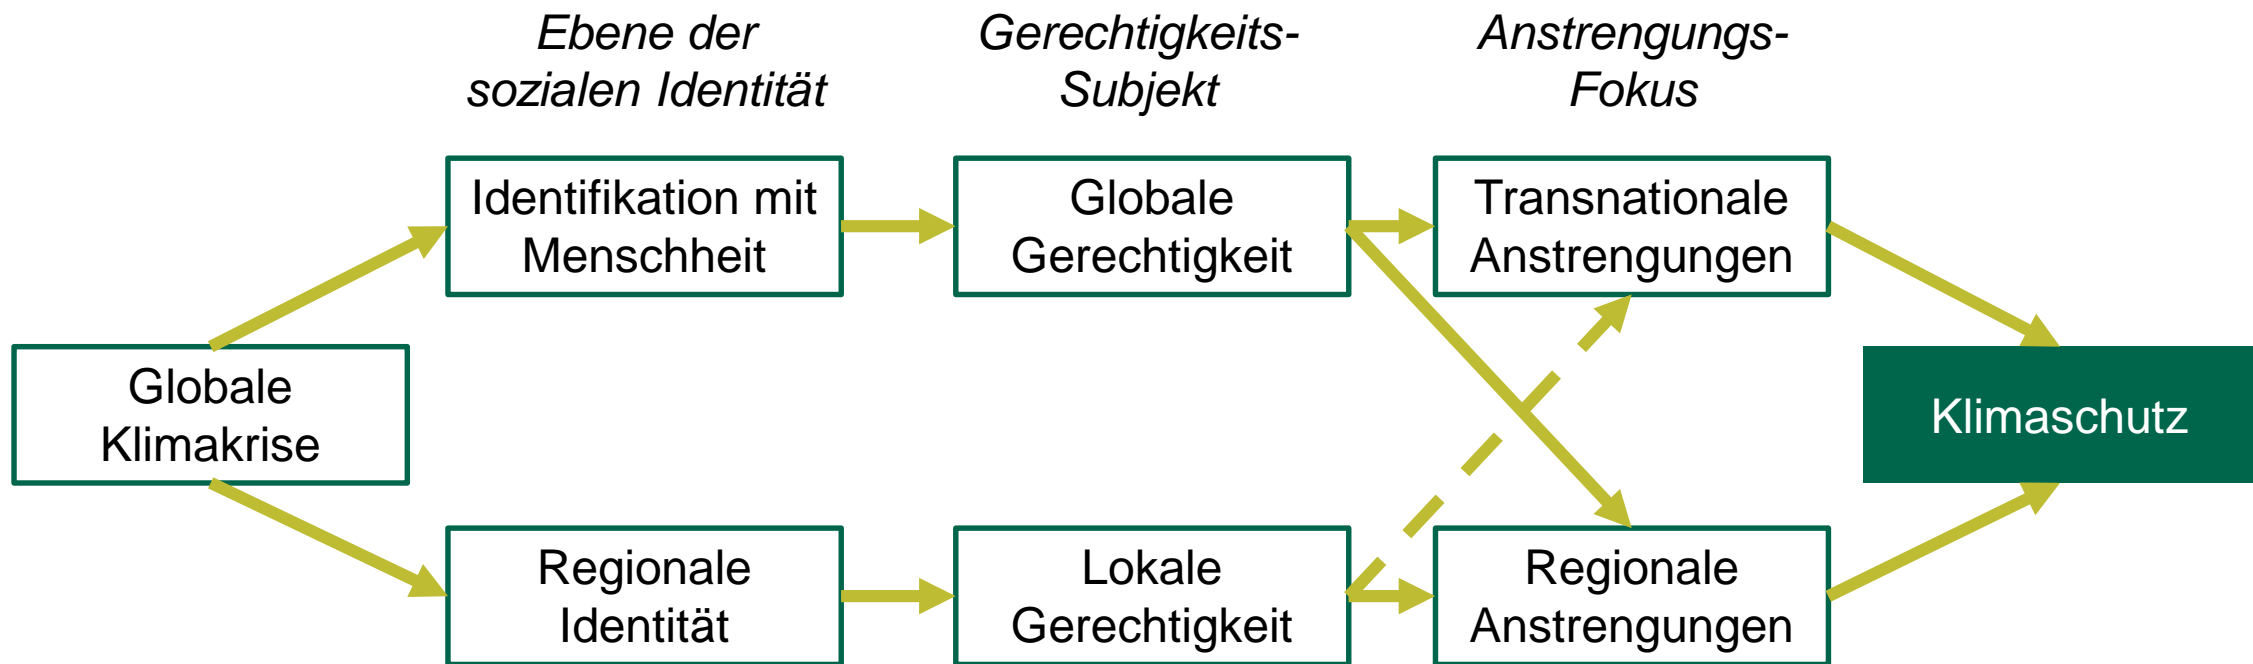 Ebene der
sozialen Identität
Gerechtigkeits-
Subjekt
Anstrengungs-
Fokus
Identifikation mit
Menschheit
Globale
Gerechtigkeit
Transnationale
Anstrengungen
Globale
Klimakrise
Klimaschutz
Regionale
Identität
Lokale
Gerechtigkeit
Regionale
Anstrengungen